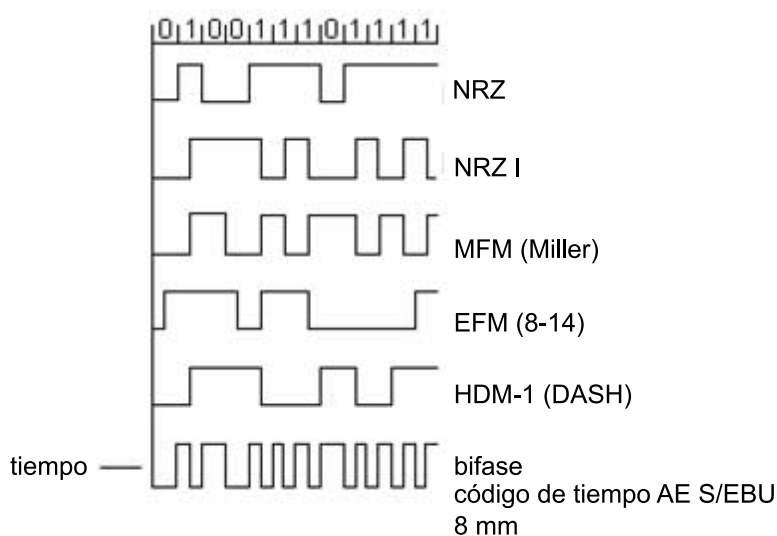 0 1 0 0 1 1 1 0 1 1 1 1
NRZ
NRZ I
MFM (Miller)
EFM (8-14)
HDM-1 (DASH)
tiempo
bifase
código de tiempo AE S/EBU
8 mm